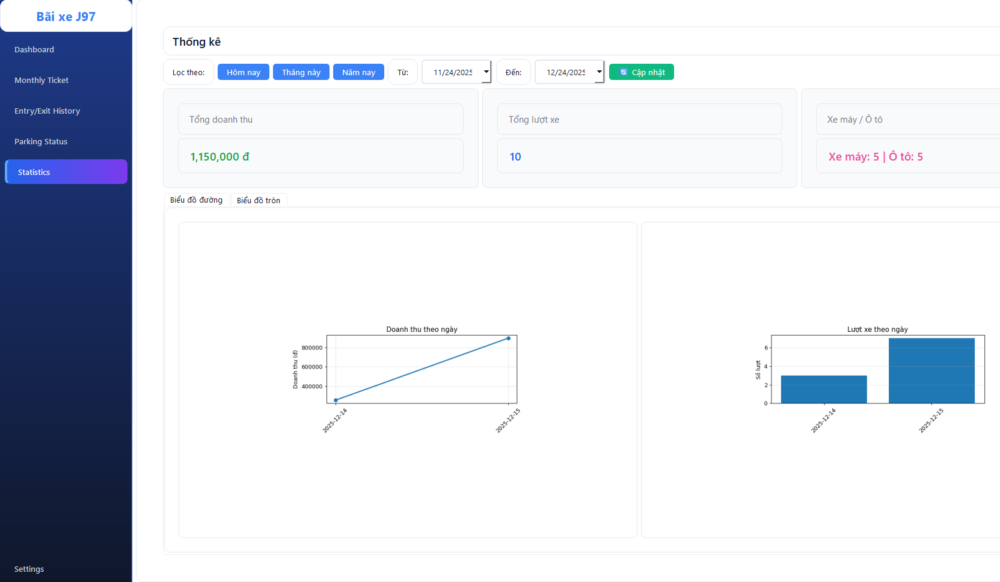 Bãi xe J97
Dashboard
Monthly Ticket
Entry/Exit History
Parking Status
Statistics
Settings
Thống kê
Lọc theo:
Hôm nay
Tháng này
Năm nay
Từ:
11/24/2025
Đến:
12/24/2025
Cập nhật
Tổng doanh thu
1,150,000 đ
Tổng lượt xe
10
Xe máy / Ô tô
Xe máy: 5 | Ô tô: 5
Biểu đồ đường
Biểu đồ tròn
Doanh thu theo ngày
Doanh thu (đ)
800000
600000
400000
2025-12-14
2025-12-15
Lượt xe theo ngày
Số lượt
6
4
2
0
2025-12-14
2025-12-15